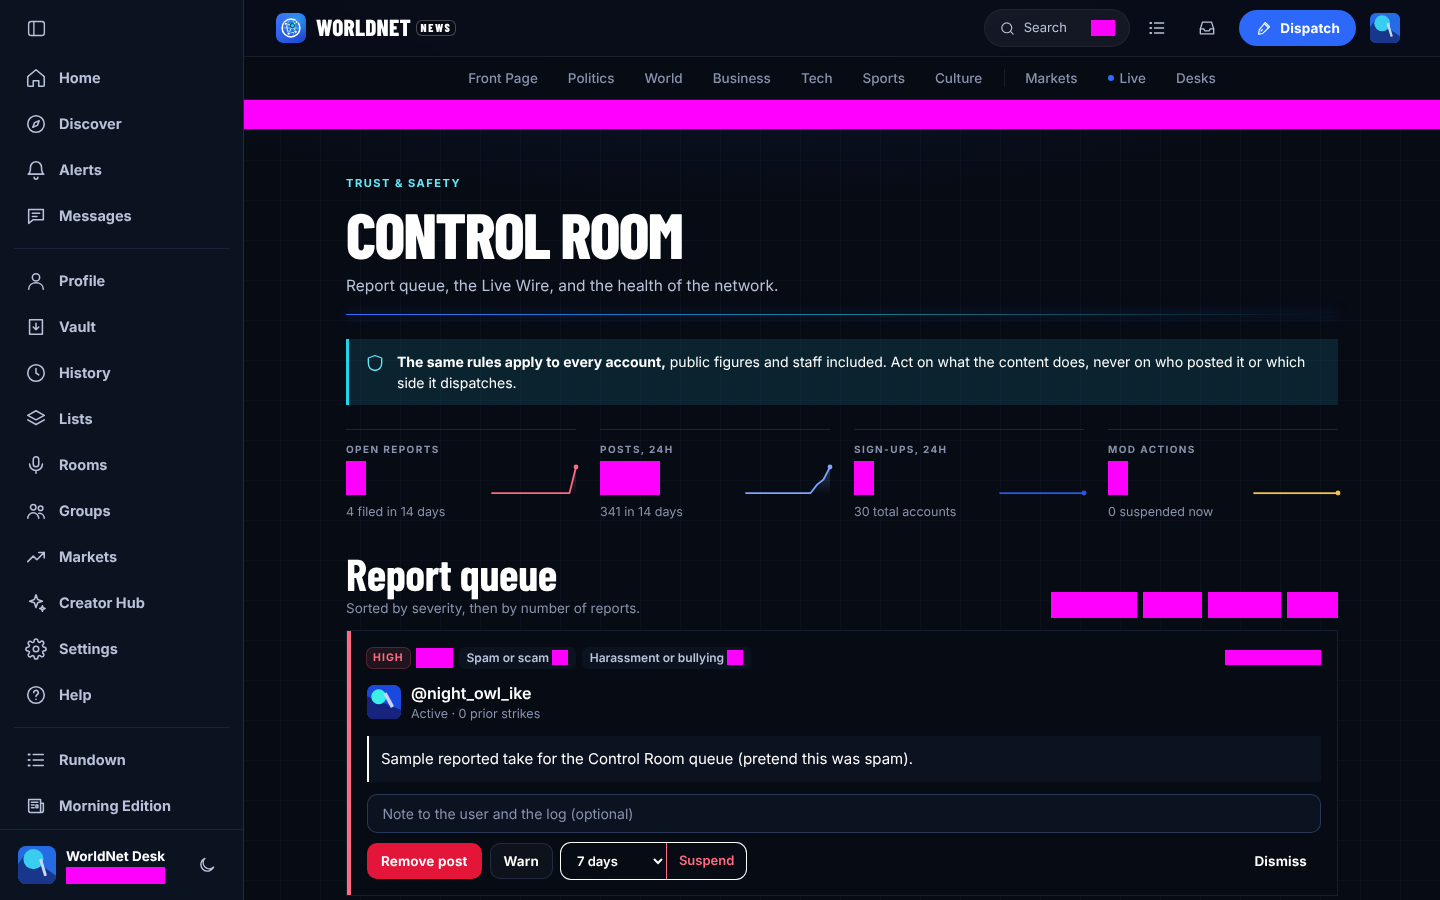 WORLDNET NEWS
Search
Dispatch
Home
Discover
Alerts
Messages
Profile
Vault
History
Lists
Rooms
Groups
Markets
Creator Hub
Settings
Help
Rundown
Morning Edition
WorldNet Desk
Front Page
Politics
World
Business
Tech
Sports
Culture
Markets
Live
Desks
TRUST & SAFETY
CONTROL ROOM
Report queue, the Live Wire, and the health of the network.
The same rules apply to every account, public figures and staff included. Act on what the content does, never on who posted it or which
side it dispatches.
OPEN REPORTS
4 filed in 14 days
POSTS, 24H
341 in 14 days
SIGN-UPS, 24H
30 total accounts
MOD ACTIONS
0 suspended now
Report queue
Sorted by severity, then by number of reports.
HIGH
Spam or scam
Harassment or bullying
@night_owl_ike
Active · 0 prior strikes
Sample reported take for the Control Room queue (pretend this was spam).
Note to the user and the log (optional)
Remove post
Warn
7 days
Suspend
Dismiss